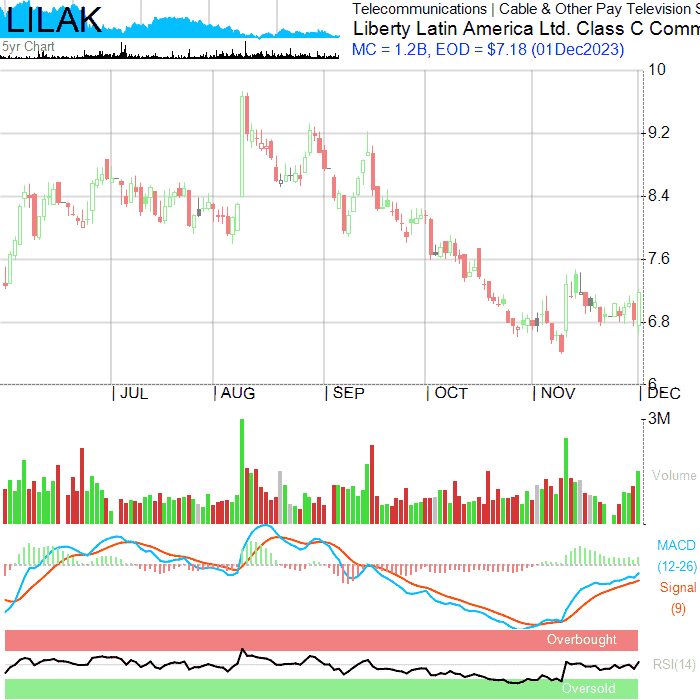 LILAK
5yr Chart
Telecommunications | Cable & Other Pay Television S
Liberty Latin America Ltd. Class C Comm
MC = 1.2B, EOD = $7.18 (01Dec2023)
10
9.2
8.4
7.6
6.8
6
JUL AUG SEP OCT NOV DEC
3M
Volume
MACD
(12-26)
Signal
(9)
Overbought
RSI(14)
Oversold